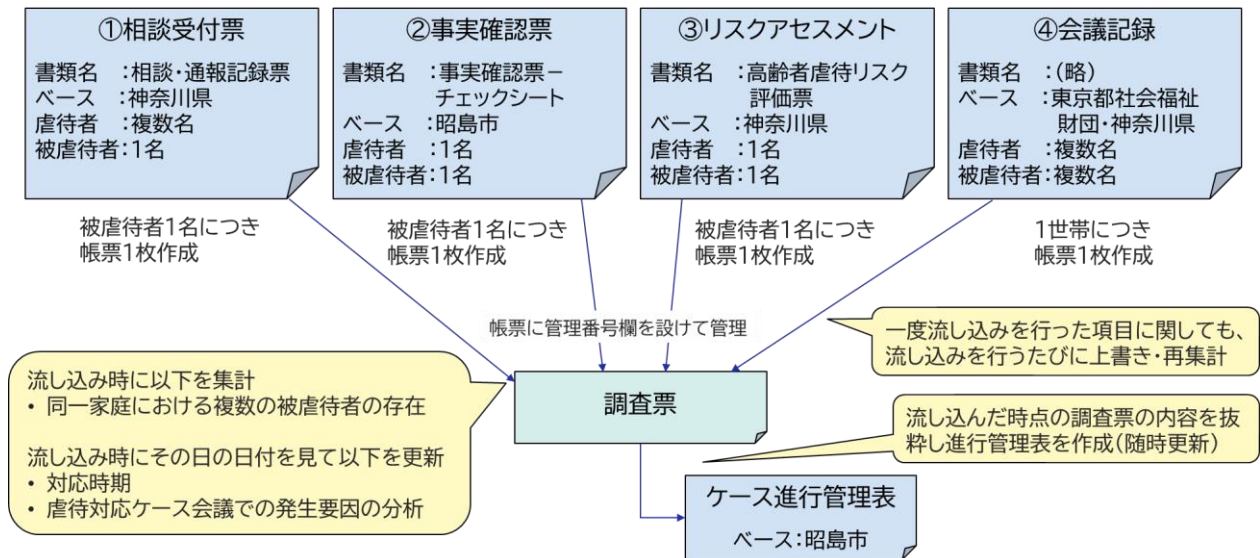 ①相談受付票
書類名　：相談・通報記録票
ベース　：神奈川県
虐待者　：複数名
被虐待者：1名
②事実確認票
書類名　：事実確認票－
チェックシート
ベース　：昭島市
虐待者　：1名
被虐待者：1名
③リスクアセスメント
書類名　：高齢者虐待リスク
評価票
ベース　：神奈川県
虐待者　：1名
被虐待者：1名
④会議記録
書類名　：（略）
ベース　：東京都社会福祉
財団・神奈川県
虐待者　：複数名
被虐待者：複数名
被虐待者1名につき
帳票1枚作成
被虐待者1名につき
帳票1枚作成
被虐待者1名につき
帳票1枚作成
1世帯につき
帳票1枚作成
帳票に管理番号欄を設けて管理
一度流し込みを行った項目に関しても、
流し込みを行うたびに上書き・再集計
流し込み時に以下を集計
• 同一家庭における複数の被虐待者の存在
流し込み時にその日の日付を見て以下を更新
• 対応時期
• 虐待対応ケース会議での発生要因の分析
調査票
流し込んだ時点の調査票の内容を抜
粋し進行管理表を作成（随時更新）
ケース進行管理表
ベース：昭島市